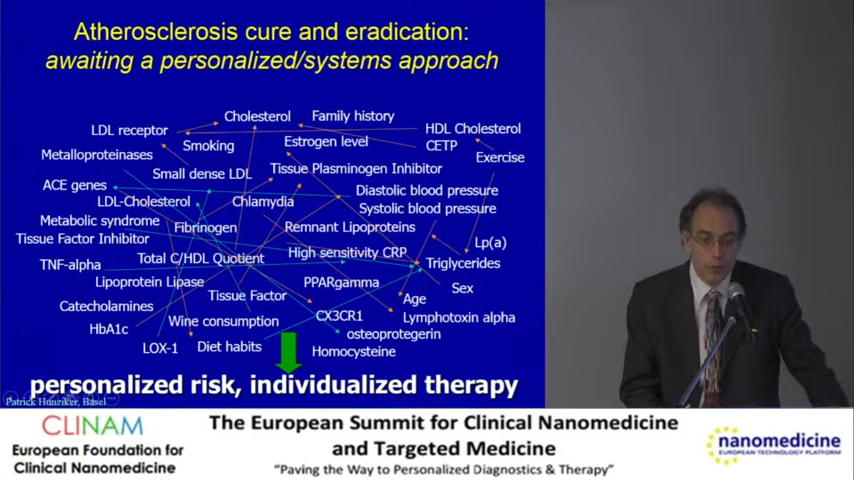 Atherosclerosis cure and eradication:
awaiting a personalized/systems approach
Cholesterol
Family history
LDL receptor
HDL Cholesterol
Smoking
Estrogen level
CETP
Metalloproteinases
Exercise
Small dense LDL
Tissue Plasminogen Inhibitor
ACE genes
Diastolic blood pressure
LDL-Cholesterol
Chlamydia
Systolic blood pressure
Metabolic syndrome
Fibrinogen
Remnant Lipoproteins
Tissue Factor Inhibitor
Lp(a)
Total C/HDL Quotient
High sensitivity CRP
TNF-alpha
Triglycerides
Lipoprotein Lipase
PPARgamma
Sex
Tissue Factor
Age
Catecholamines
CX3CR1
Lymphotoxin alpha
HbA1c
Wine consumption
osteoprotegerin
LOX-1
Diet habits
Homocysteine
personalized risk, individualized therapy
Patrick Hunziker, Basel
CLINAM
European Foundation for
Clinical Nanomedicine
The European Summit for Clinical Nanomedicine
and Targeted Medicine
"Paving the Way to Personalized Diagnostics & Therapy"
nanomedicine
EUROPEAN TECHNOLOGY PLATFORM